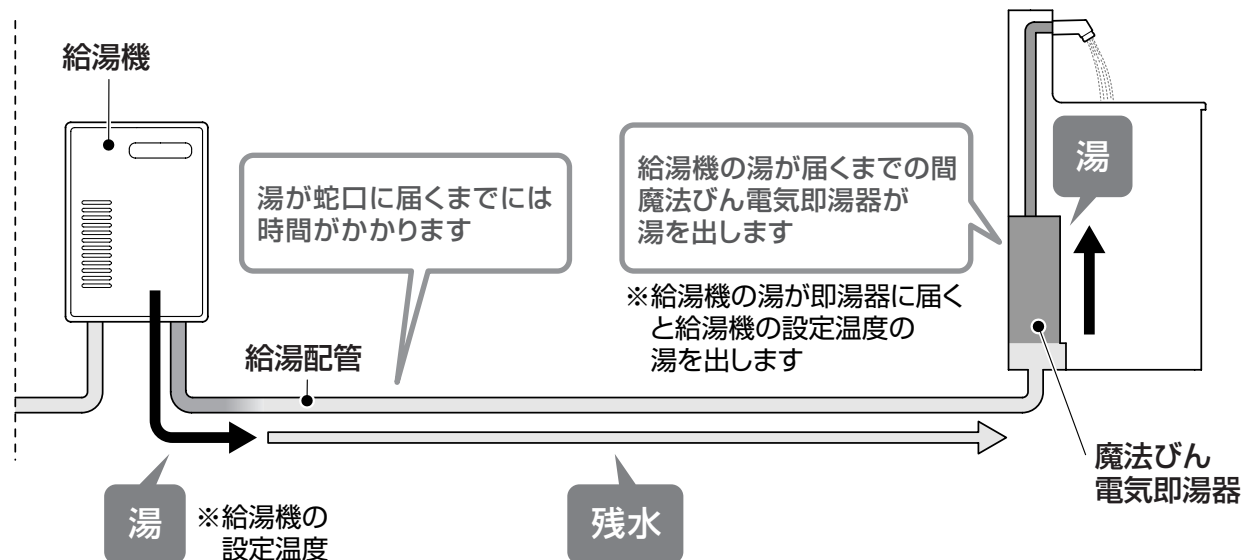 給湯機
湯が蛇口に届くまでには
時間がかかります
給湯機の湯が届くまでの間
魔法びん電気即湯器が
湯を出します
湯
※給湯機の湯が即湯器に届く
と給湯機の設定温度の
湯を出します
給湯配管
魔法びん
電気即湯器
湯
※給湯機の
設定温度
残水